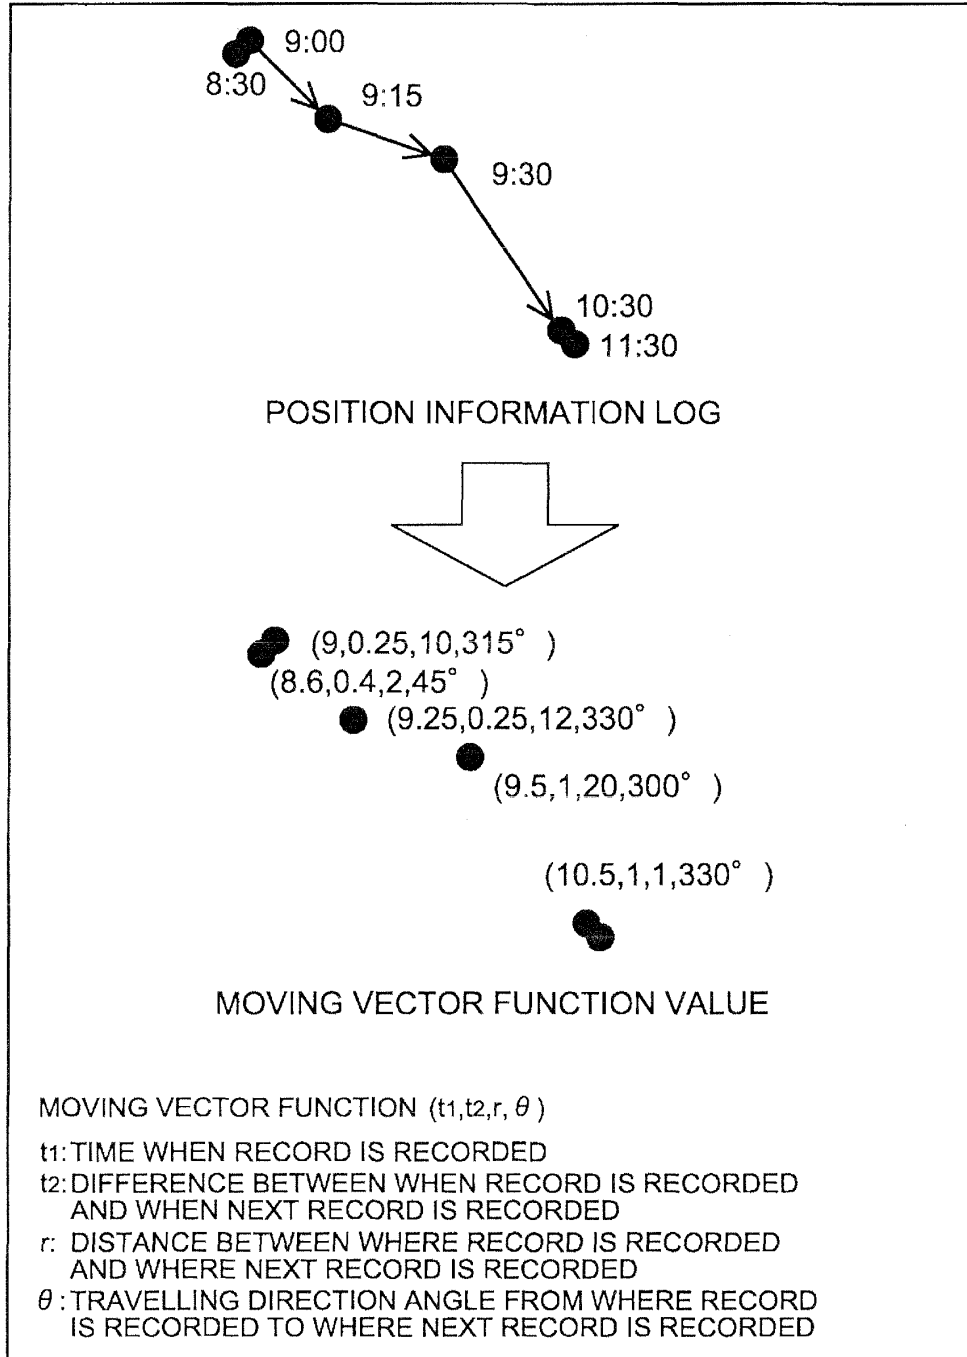 9:00
8:30
9:15
9:30
10:30
11:30
POSITION INFORMATION LOG
(9,0.25,10,315° )
(8.6,0.4,2,45° )
(9.25,0.25,12,330° )
(9.5,1,20,300° )
(10.5,1,1,330° )
MOVING VECTOR FUNCTION VALUE
MOVING VECTOR FUNCTION (t1,t2,r, θ )
t1: TIME WHEN RECORD IS RECORDED
t2: DIFFERENCE BETWEEN WHEN RECORD IS RECORDED
AND WHEN NEXT RECORD IS RECORDED
r: DISTANCE BETWEEN WHERE RECORD IS RECORDED
AND WHERE NEXT RECORD IS RECORDED
θ : TRAVELLING DIRECTION ANGLE FROM WHERE RECORD
IS RECORDED TO WHERE NEXT RECORD IS RECORDED